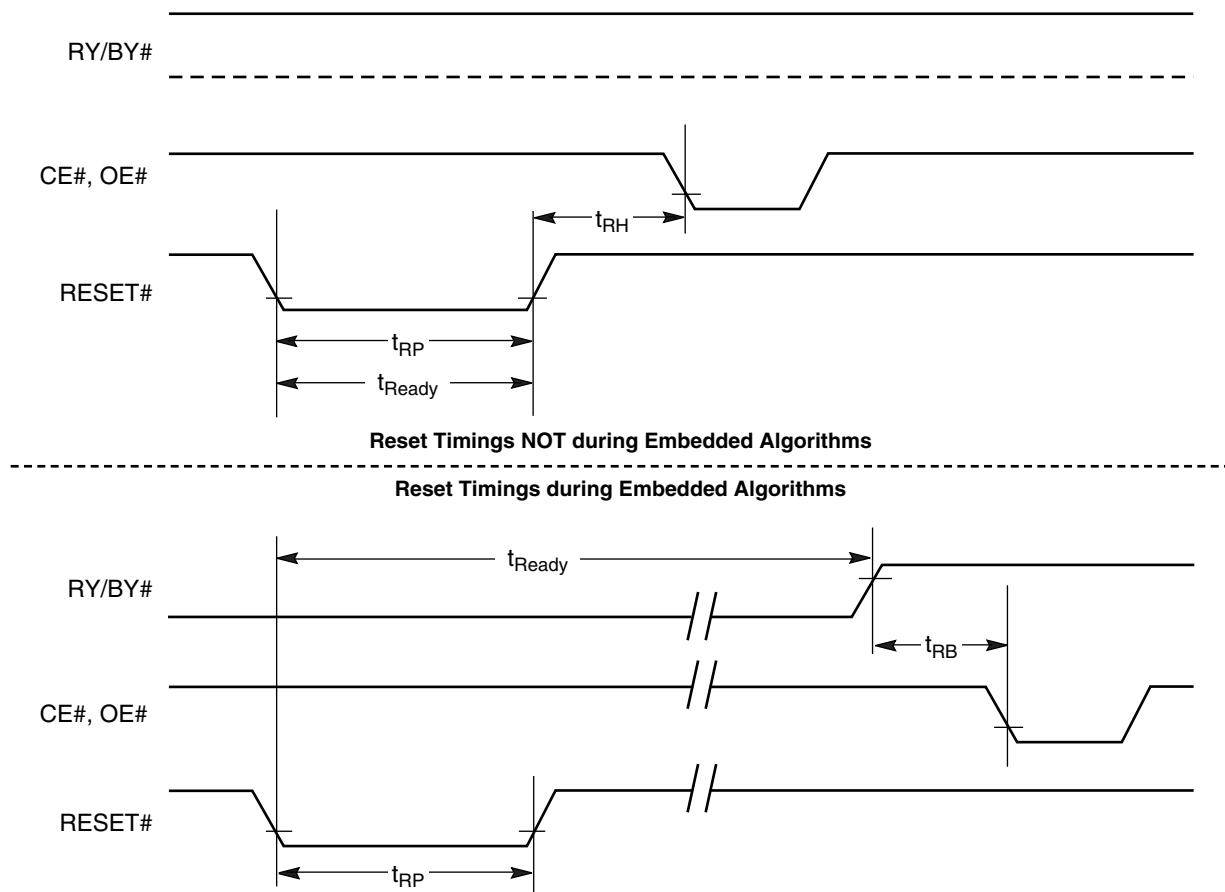 RY/BY#
CE#, OE#
tRH
RESET#
tRP
tReady
Reset Timings NOT during Embedded Algorithms
Reset Timings during Embedded Algorithms
tReady
RY/BY#
tRB
CE#, OE#
RESET#
tRP